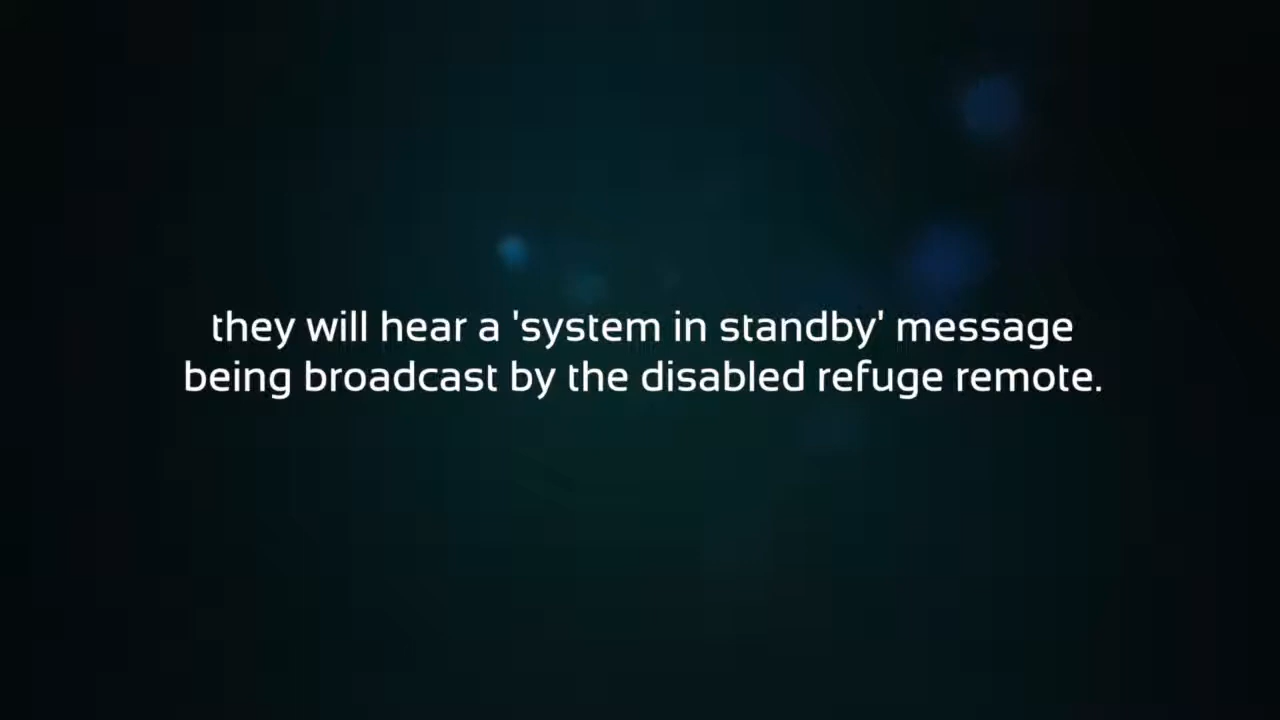 they will hear a 'system in standby' message
being broadcast by the disabled refuge remote.